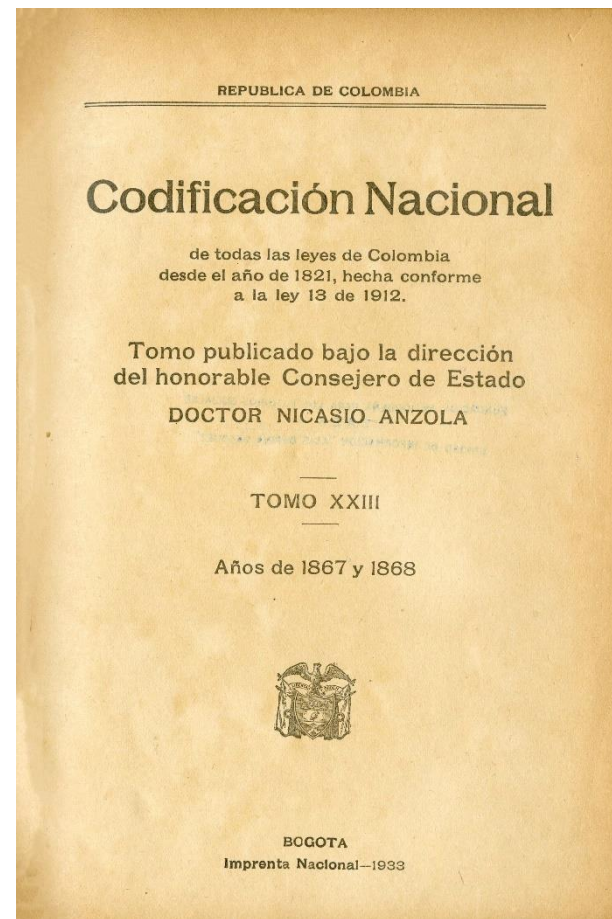 REPUBLICA DE COLOMBIA
Codificación Nacional
de todas las leyes de Colombia
desde el año de 1821, hecha conforme
a la ley 13 de 1912.
Tomo publicado bajo la dirección
del honorable Consejero de Estado
DOCTOR NICASIO ANZOLA
TOMO XXIII
Años de 1867 y 1868
BOGOTA
Imprenta Nacional—1933